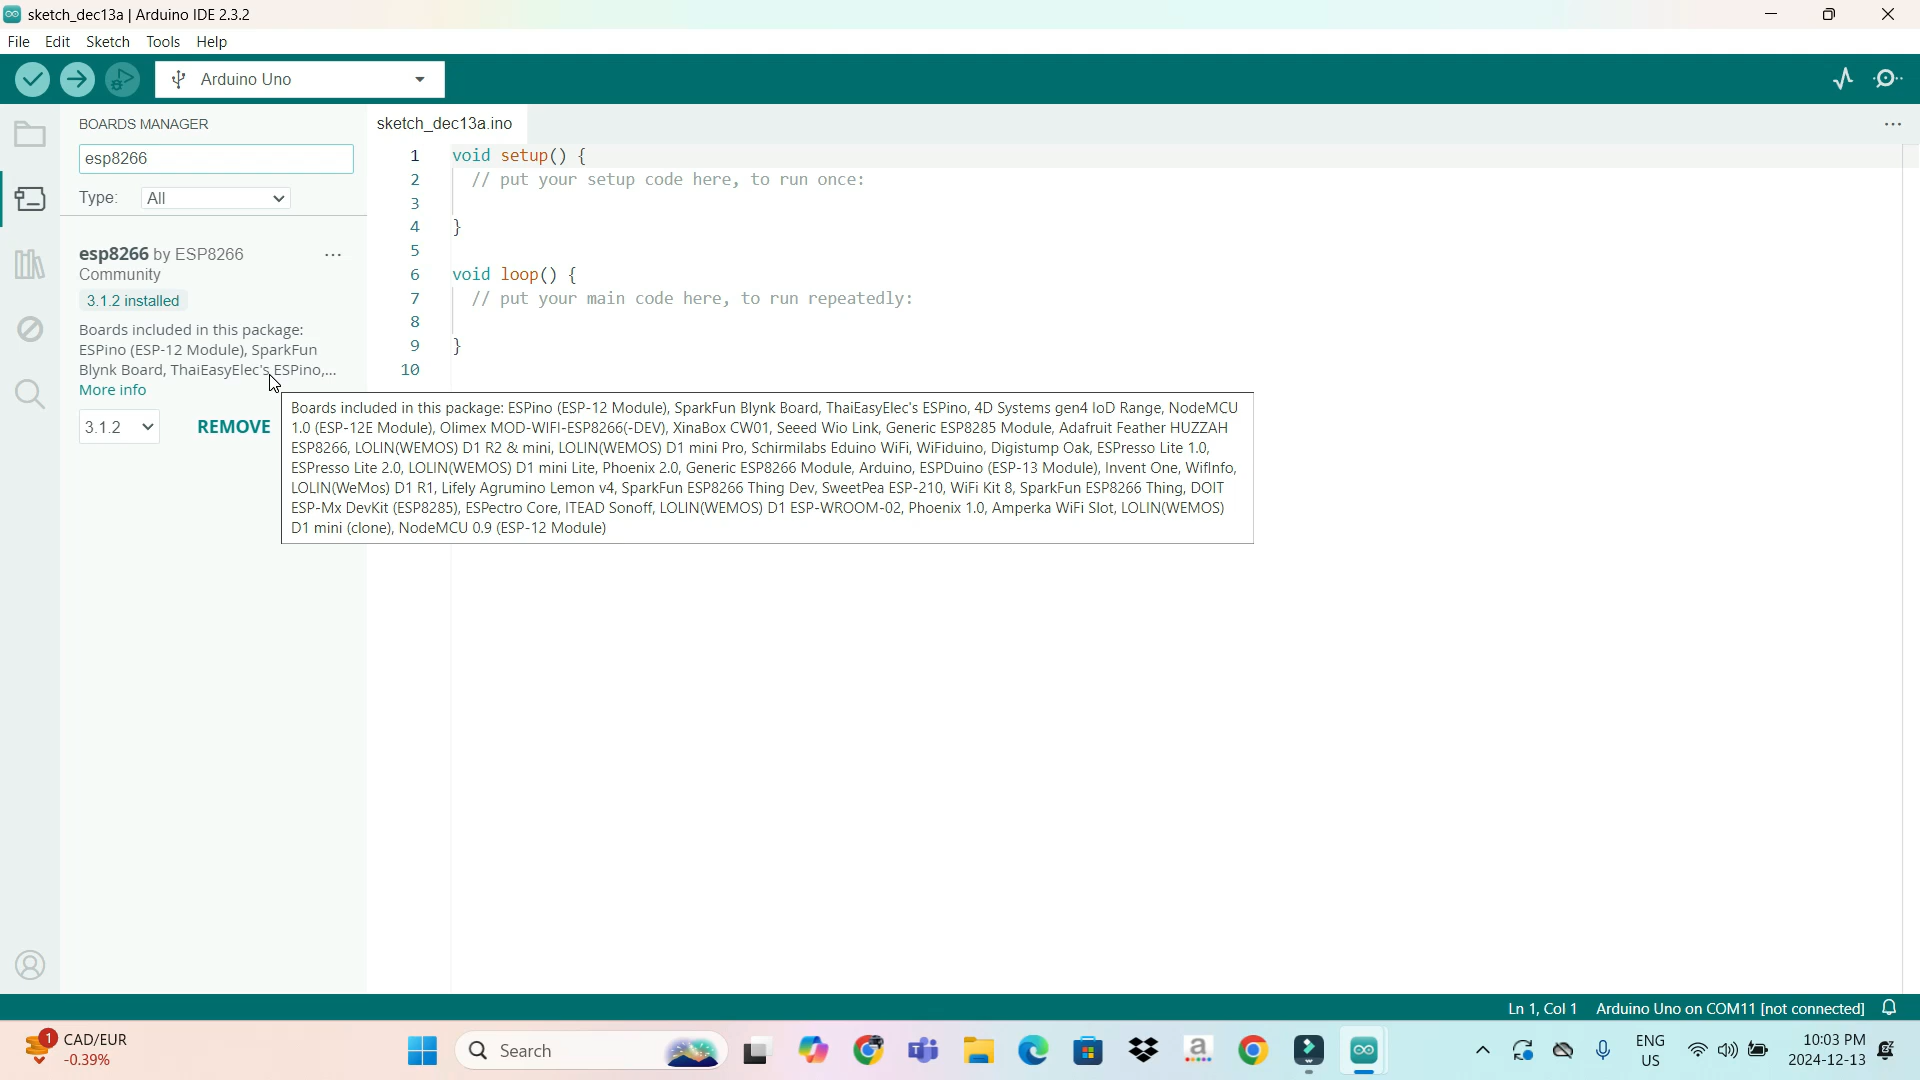 sketch_dec13a | Arduino IDE 2.3.2
File Edit Sketch Tools Help
Arduino Uno
BOARDS MANAGER
esp8266
Type: All
esp8266 by ESP8266
Community
3.1.2 installed
Boards included in this package:
ESPino (ESP-12 Module), SparkFun
Blynk Board, ThaiEasyElec's ESPino,...
More info
3.1.2 REMOVE
sketch_dec13a.ino
1 void setup() {
2 // put your setup code here, to run once:
3
4 }
5
6 void loop() {
7 // put your main code here, to run repeatedly:
8
9 }
10
Boards included in this package: ESPino (ESP-12 Module), SparkFun Blynk Board, ThaiEasyElec's ESPino, 4D Systems gen4 IoD Range, NodeMCU
1.0 (ESP-12E Module), Olimex MOD-WIFI-ESP8266(-DEV), XinaBox CW01, Seeed Wio Link, Generic ESP8285 Module, Adafruit Feather HUZZAH
ESP8266, LOLIN(WEMOS) D1 R2 & mini, LOLIN(WEMOS) D1 mini Pro, Schirmilabs Eduino WiFi, WiFiduino, Digistump Oak, ESPresso Lite 1.0,
ESPresso Lite 2.0, LOLIN(WEMOS) D1 mini Lite, Phoenix 2.0, Generic ESP8266 Module, Arduino, ESPDuino (ESP-13 Module), Invent One, WifInfo,
LOLIN(WeMos) D1 R1, Lifely Agrumino Lemon v4, SparkFun ESP8266 Thing Dev, SweetPea ESP-210, WiFi Kit 8, SparkFun ESP8266 Thing, DOIT
ESP-Mx DevKit (ESP8285), ESPectro Core, ITEAD Sonoff, LOLIN(WEMOS) D1 ESP-WROOM-02, Phoenix 1.0, Amperka WiFi Slot, LOLIN(WEMOS)
D1 mini (clone), NodeMCU 0.9 (ESP-12 Module)
Ln 1, Col 1 Arduino Uno on COM11 [not connected]
1
CAD/EUR
-0.39%
Search
a
ENG
US
10:03 PM
2024-12-13